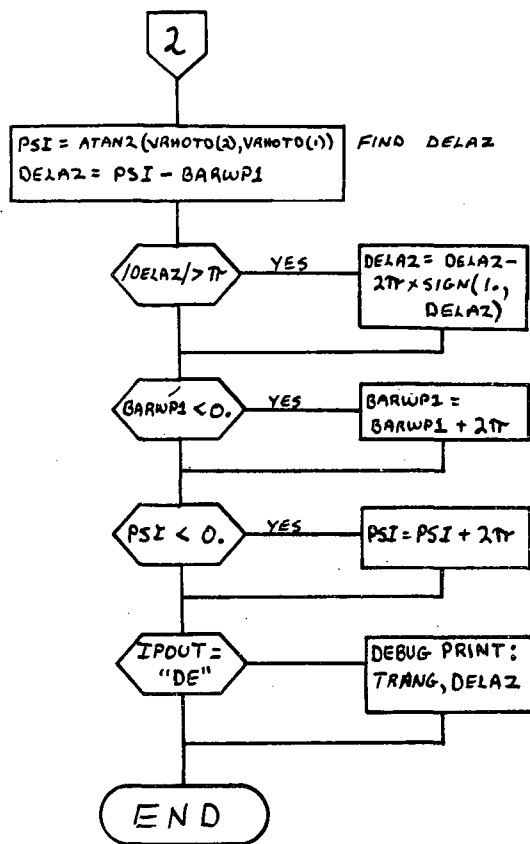 2
PSI = ATAN2(VRHOTO(2),VRHOTO(1))
DELAZ = PSI - BARWP1
FIND DELAZ
/DELAZ/>π
YES
DELAZ = DELAZ-
2π×SIGN(1.,
DELAZ)
BARWP1 <0.
YES
BARWP1 =
BARWP1 + 2π
PSI < 0.
YES
PSI = PSI + 2π
IPOUT =
"DE"
DEBUG PRINT:
TRANG, DELAZ
END